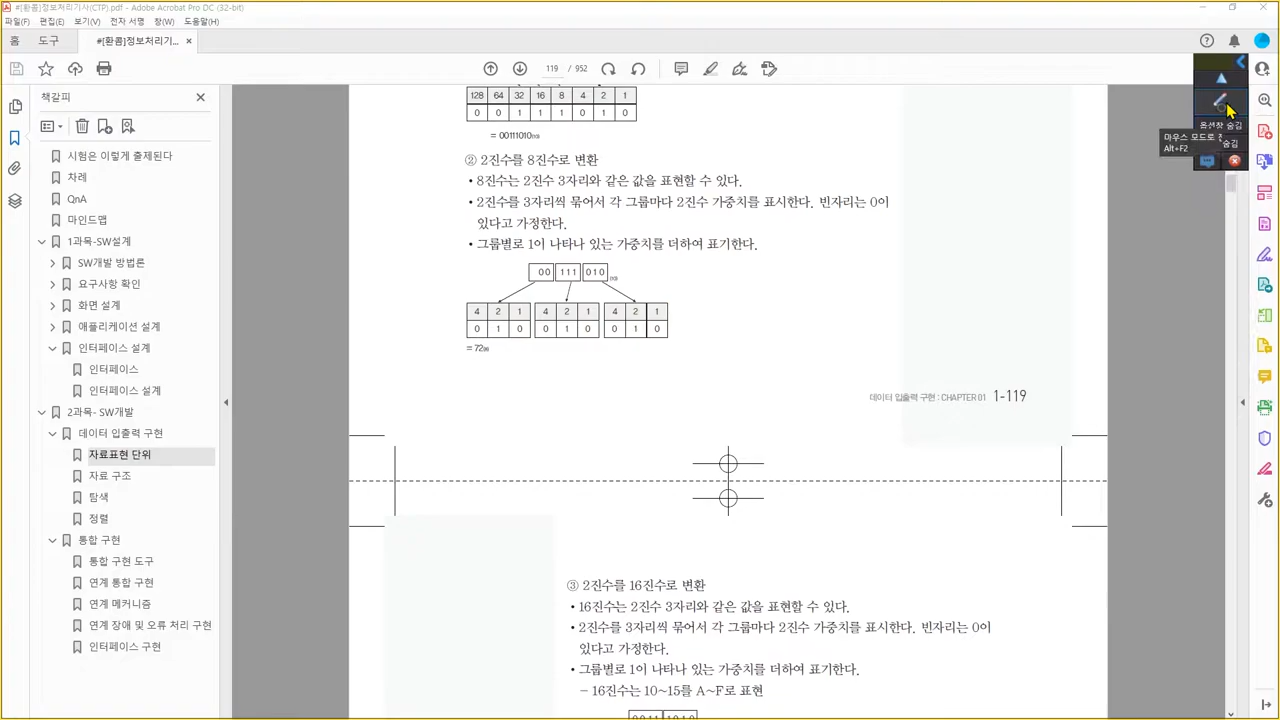 #[환콤]정보처리기사(CTP).pdf - Adobe Acrobat Pro DC (32-bit)
파일(F) 편집(E) 보기(V) 전자 서명 창(W) 도움말(H)
홈 도구 #[환콤]정보처리기... ×
119 / 952
책갈피
시험은 이렇게 출제된다
차례
QnA
마인드맵
1과목-SW설계
SW개발 방법론
요구사항 확인
화면 설계
애플리케이션 설계
인터페이스 설계
인터페이스
인터페이스 설계
2과목- SW개발
데이터 입출력 구현
자료표현 단위
자료 구조
탐색
정렬
통합 구현
통합 구현 도구
연계 통합 구현
연계 메커니즘
연계 장애 및 오류 처리 구현
인터페이스 구현
128 64 32 16 8 4 2 1
0 0 1 1 1 0 1 0
= 00111010(10)
② 2진수를 8진수로 변환
• 8진수는 2진수 3자리와 같은 값을 표현할 수 있다.
• 2진수를 3자리씩 묶어서 각 그룹마다 2진수 가중치를 표시한다. 빈자리는 0이
있다고 가정한다.
• 그룹별로 1이 나타나 있는 가중치를 더하여 표기한다.
00 111 010(10)
4 2 1 4 2 1 4 2 1
0 1 0 0 1 0 0 1 0
= 72(8)
데이터 입출력 구현 : CHAPTER 01 1-119
③ 2진수를 16진수로 변환
• 16진수는 2진수 3자리와 같은 값을 표현할 수 있다.
• 2진수를 3자리씩 묶어서 각 그룹마다 2진수 가중치를 표시한다. 빈자리는 0이
있다고 가정한다.
• 그룹별로 1이 나타나 있는 가중치를 더하여 표기한다.
– 16진수는 10~15를 A~F로 표현
0011 1010
옵션창 숨김
마우스 모드로
Alt+F2
숨김